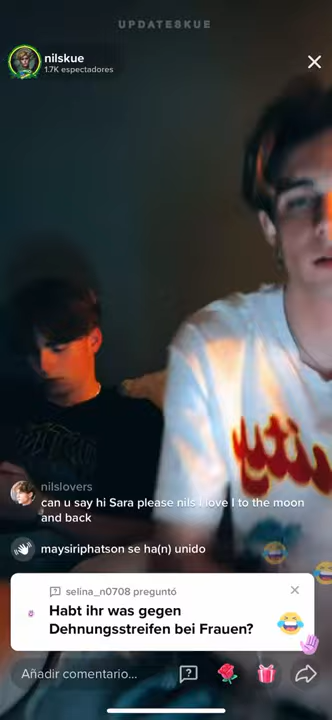 UPDATESKUE
nilskue
1.7K espectadores
nilslovers
can u say hi Sara please nils I love I to the moon
and back
maysiriphatson se ha(n) unido
selina_n0708 preguntó
Habt ihr was gegen
Dehnungsstreifen bei Frauen?
Añadir comentario...